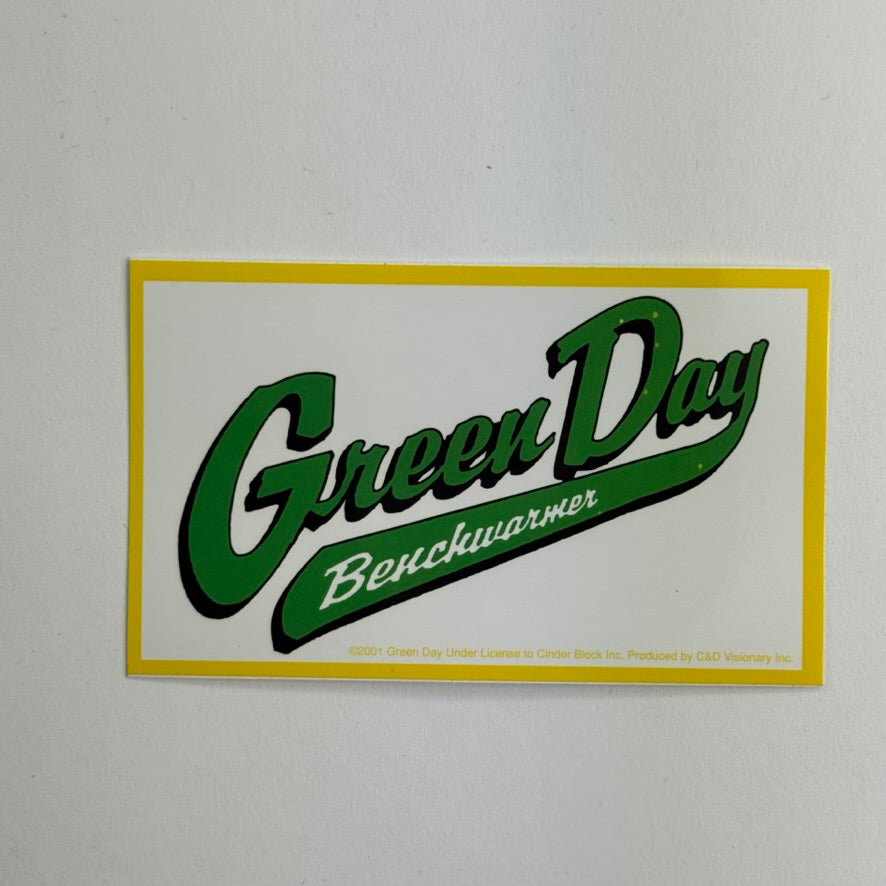 Green Day
Benchwarmer
©2001 Green Day Under License to Cinder Block Inc. Produced by C&D Visionary Inc.